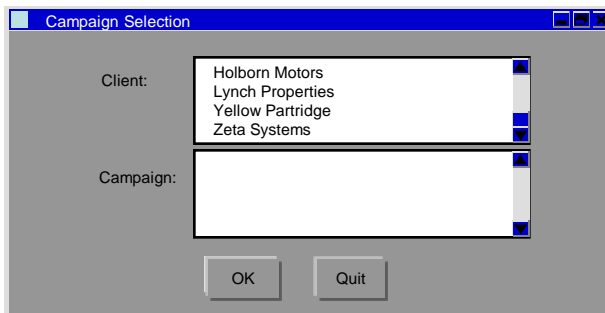 Campaign Selection
Client:
Holborn Motors
Lynch Properties
Yellow Partridge
Zeta Systems
Campaign:
OK
Quit